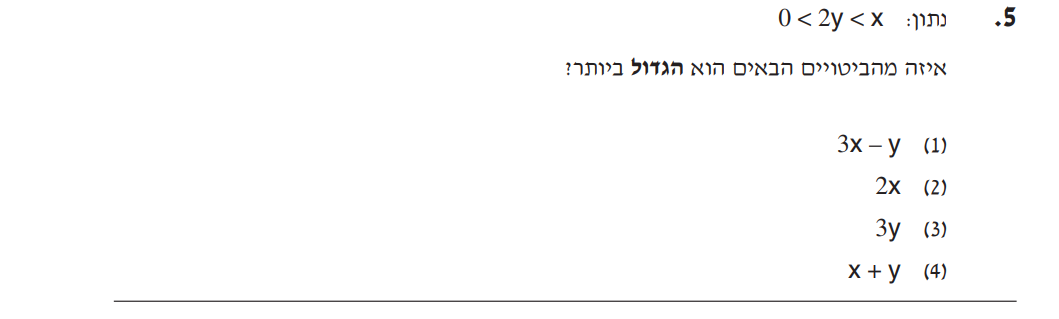 5. נתון: 0 < 2y < x
איזה מהביטויים הבאים הוא הגדול ביותר?
(1) 3x – y
(2) 2x
(3) 3y
(4) x + y